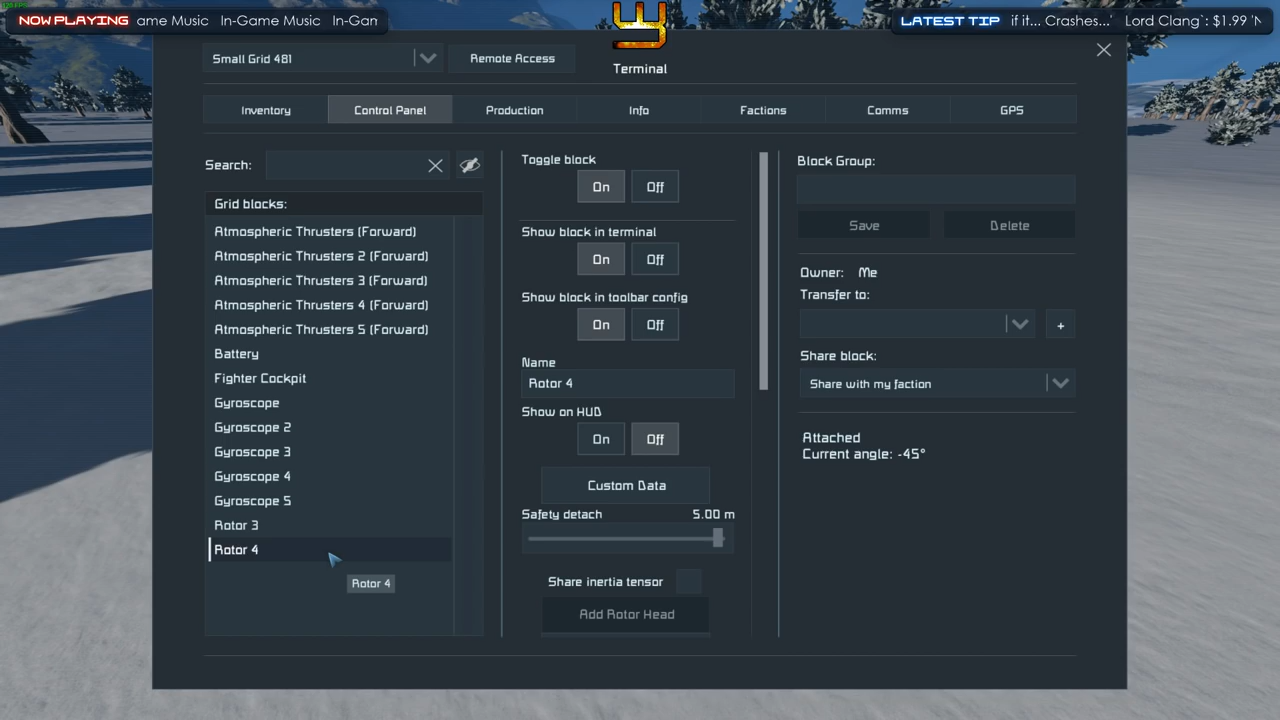 NOW PLAYING ame Music In-Game Music In-Gan
LATEST TIP if it... Crashes...' Lord Clang`: $1.99 'N
Small Grid 481
Remote Access
Terminal
Inventory
Control Panel
Production
Info
Factions
Comms
GPS
Search:
Grid blocks:
Atmospheric Thrusters (Forward)
Atmospheric Thrusters 2 (Forward)
Atmospheric Thrusters 3 (Forward)
Atmospheric Thrusters 4 (Forward)
Atmospheric Thrusters 5 (Forward)
Battery
Fighter Cockpit
Gyroscope
Gyroscope 2
Gyroscope 3
Gyroscope 4
Gyroscope 5
Rotor 3
Rotor 4
Rotor 4
Toggle block
On Off
Show block in terminal
On Off
Show block in toolbar config
On Off
Name
Rotor 4
Show on HUD
On Off
Custom Data
Safety detach 5.00 m
Share inertia tensor
Add Rotor Head
Block Group:
Save Delete
Owner: Me
Transfer to:
+
Share block:
Share with my faction
Attached
Current angle: -45°